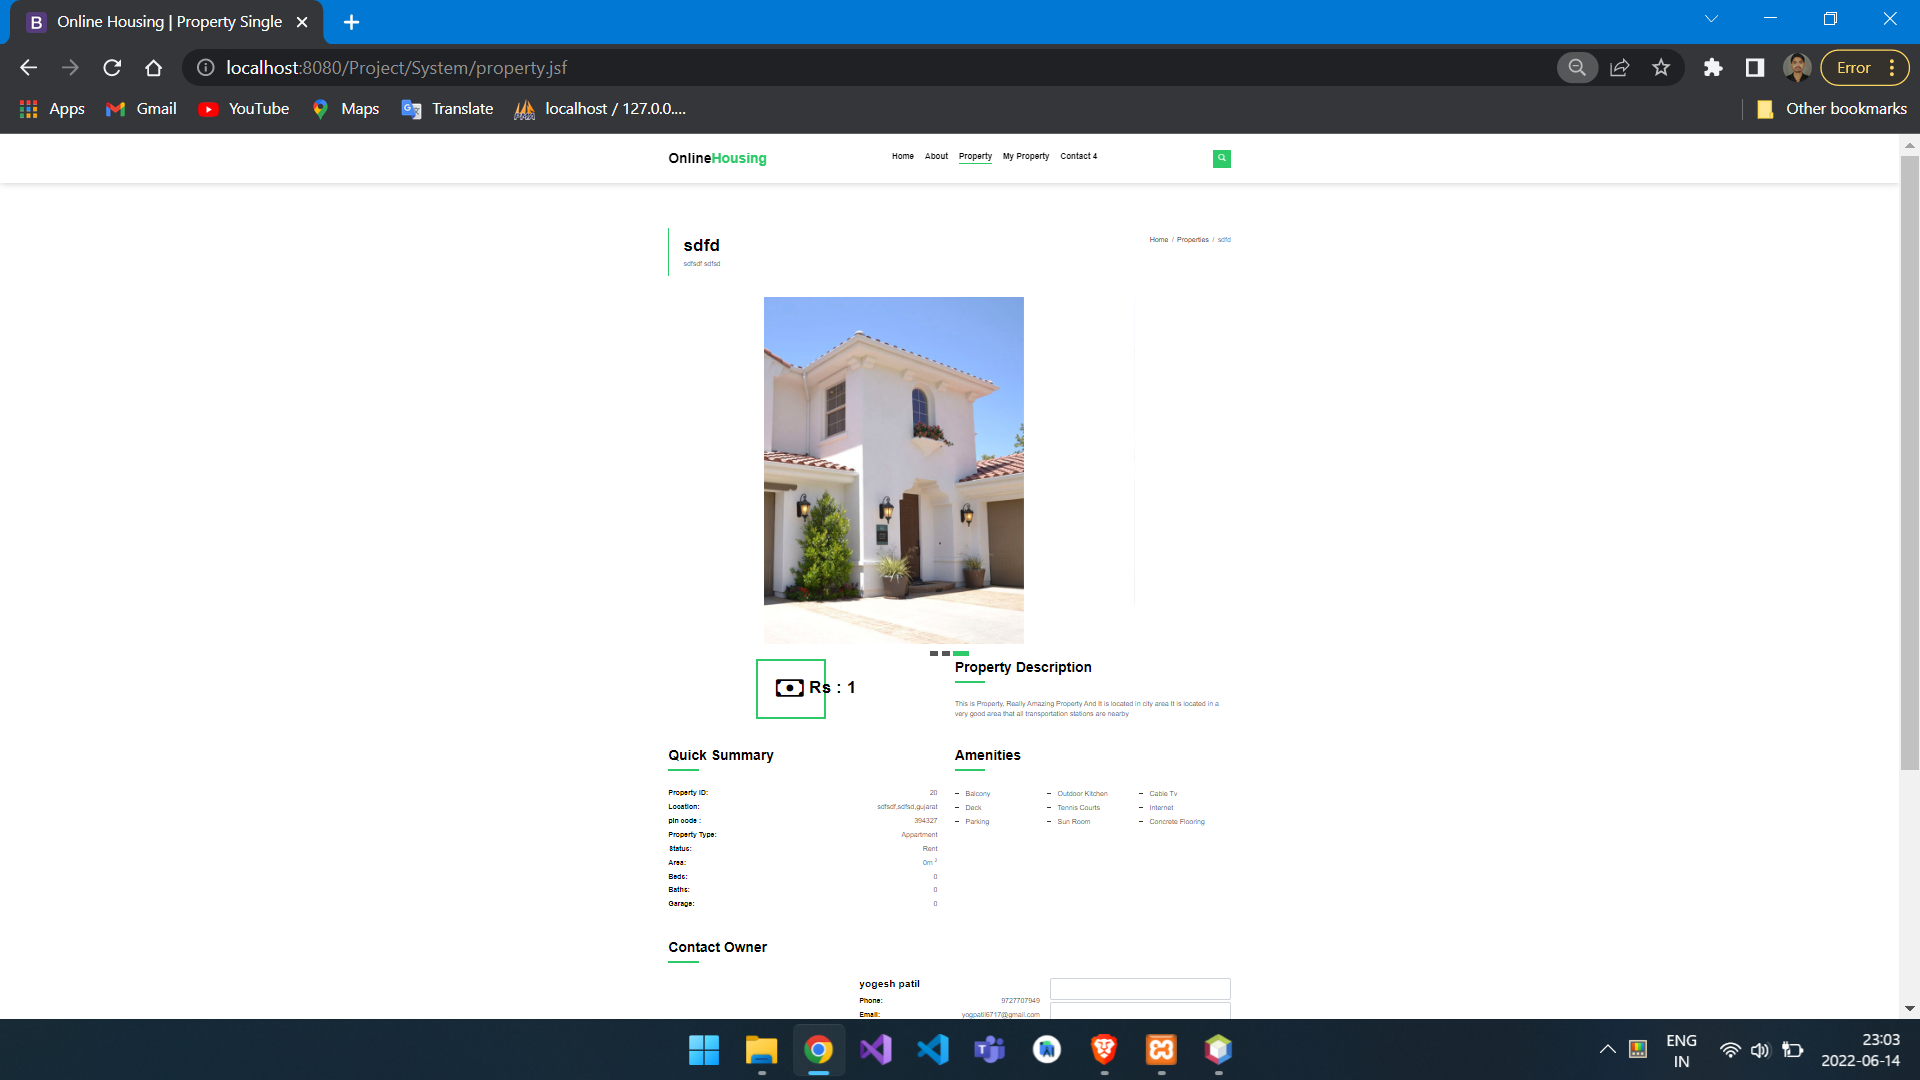 Online Housing | Property Single
localhost:8080/Project/System/property.jsf
Error
Apps
Gmail
YouTube
Maps
Translate
localhost / 127.0.0....
Other bookmarks
OnlineHousing
Home
About
Property
My Property
Contact 4
sdfd
sdfsdf sdfsd
Home / Properties / sdfd
Rs : 1
Property Description
This is Property, Really Amazing Property And It is located in city area It is located in a
very good area that all transportation stations are nearby
Quick Summary
Property ID: 20
Location: sdfsdf,sdfsd,gujarat
pin code : 394327
Property Type: Appartment
Status: Rent
Area: 0m 2
Beds: 0
Baths: 0
Garage: 0
Amenities
Balcony
Outdoor Kitchen
Cable Tv
Deck
Tennis Courts
Internet
Parking
Sun Room
Concrete Flooring
Contact Owner
yogesh patil
Phone: 9727707949
Email: yogpatil6717@gmail.com
ENG
IN
23:03
2022-06-14